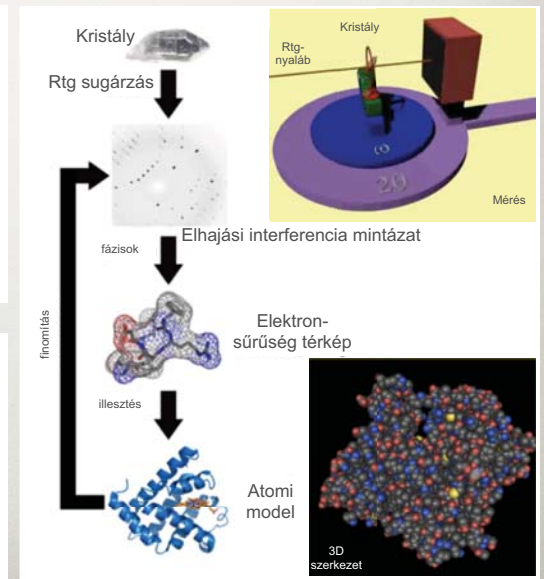 Kristály
Rtg sugárzás
Elhajási interferencia mintázat
fázisok
Elektron-
sűrűség térkép
illesztés
finomítás
Atomi
model
Kristály
Rtg-
nyaláb
ω
2θ
Mérés
3D
szerkezet